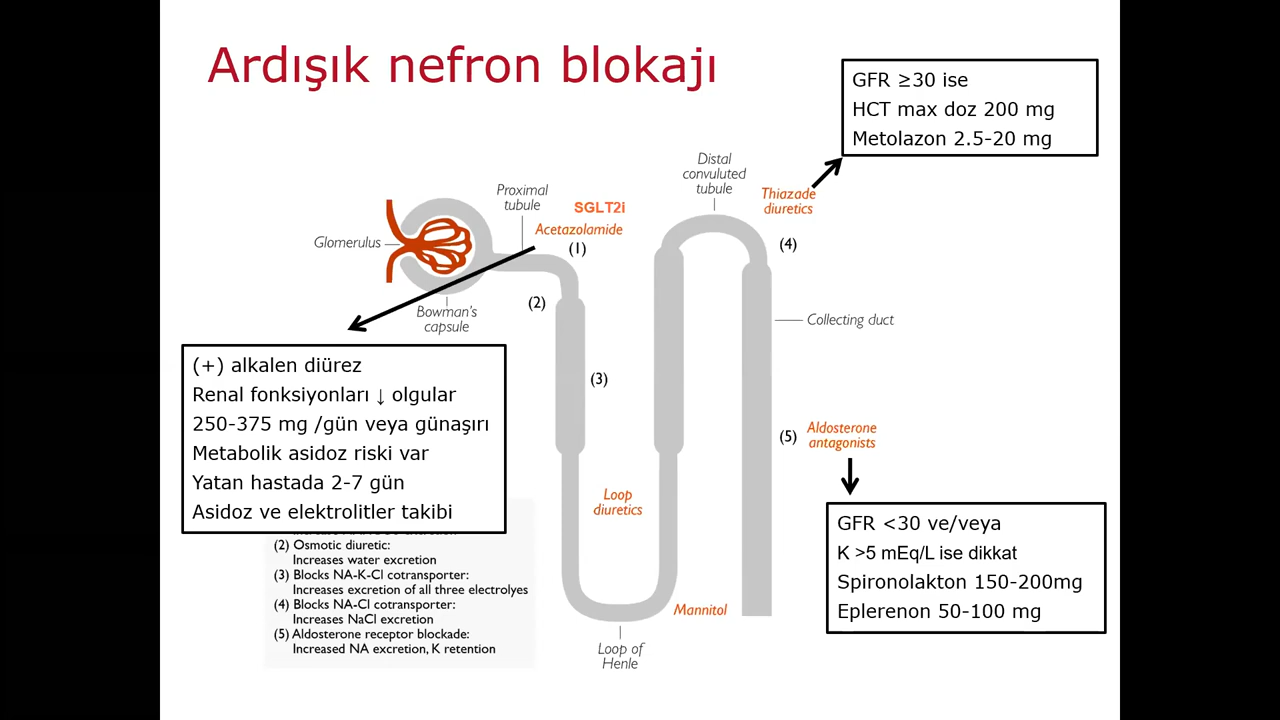 Ardışık nefron blokajı
GFR ≥30 ise
HCT max doz 200 mg
Metolazon 2.5-20 mg
Distal
convuluted
tubule
Thiazade
diuretics
(4)
Proximal
tubule
SGLT2i
Acetazolamide
(1)
Glomerulus
(2)
Bowman's
capsule
Collecting duct
(+) alkalen diürez
Renal fonksiyonları ↓ olgular
250-375 mg /gün veya günaşırı
Metabolik asidoz riski var
Yatan hastada 2-7 gün
Asidoz ve elektrolitler takibi
(3)
(5)
Aldosterone
antagonists
Loop
diuretics
GFR <30 ve/veya
K >5 mEq/L ise dikkat
Spironolakton 150-200mg
Eplerenon 50-100 mg
(2) Osmotic diuretic:
Increases water excretion
(3) Blocks NA-K-Cl cotransporter:
Increases excretion of all three electrolyes
(4) Blocks NA-Cl cotransporter:
Increases NaCl excretion
(5) Aldosterone receptor blockade:
Increased NA excretion, K retention
Mannitol
Loop of
Henle